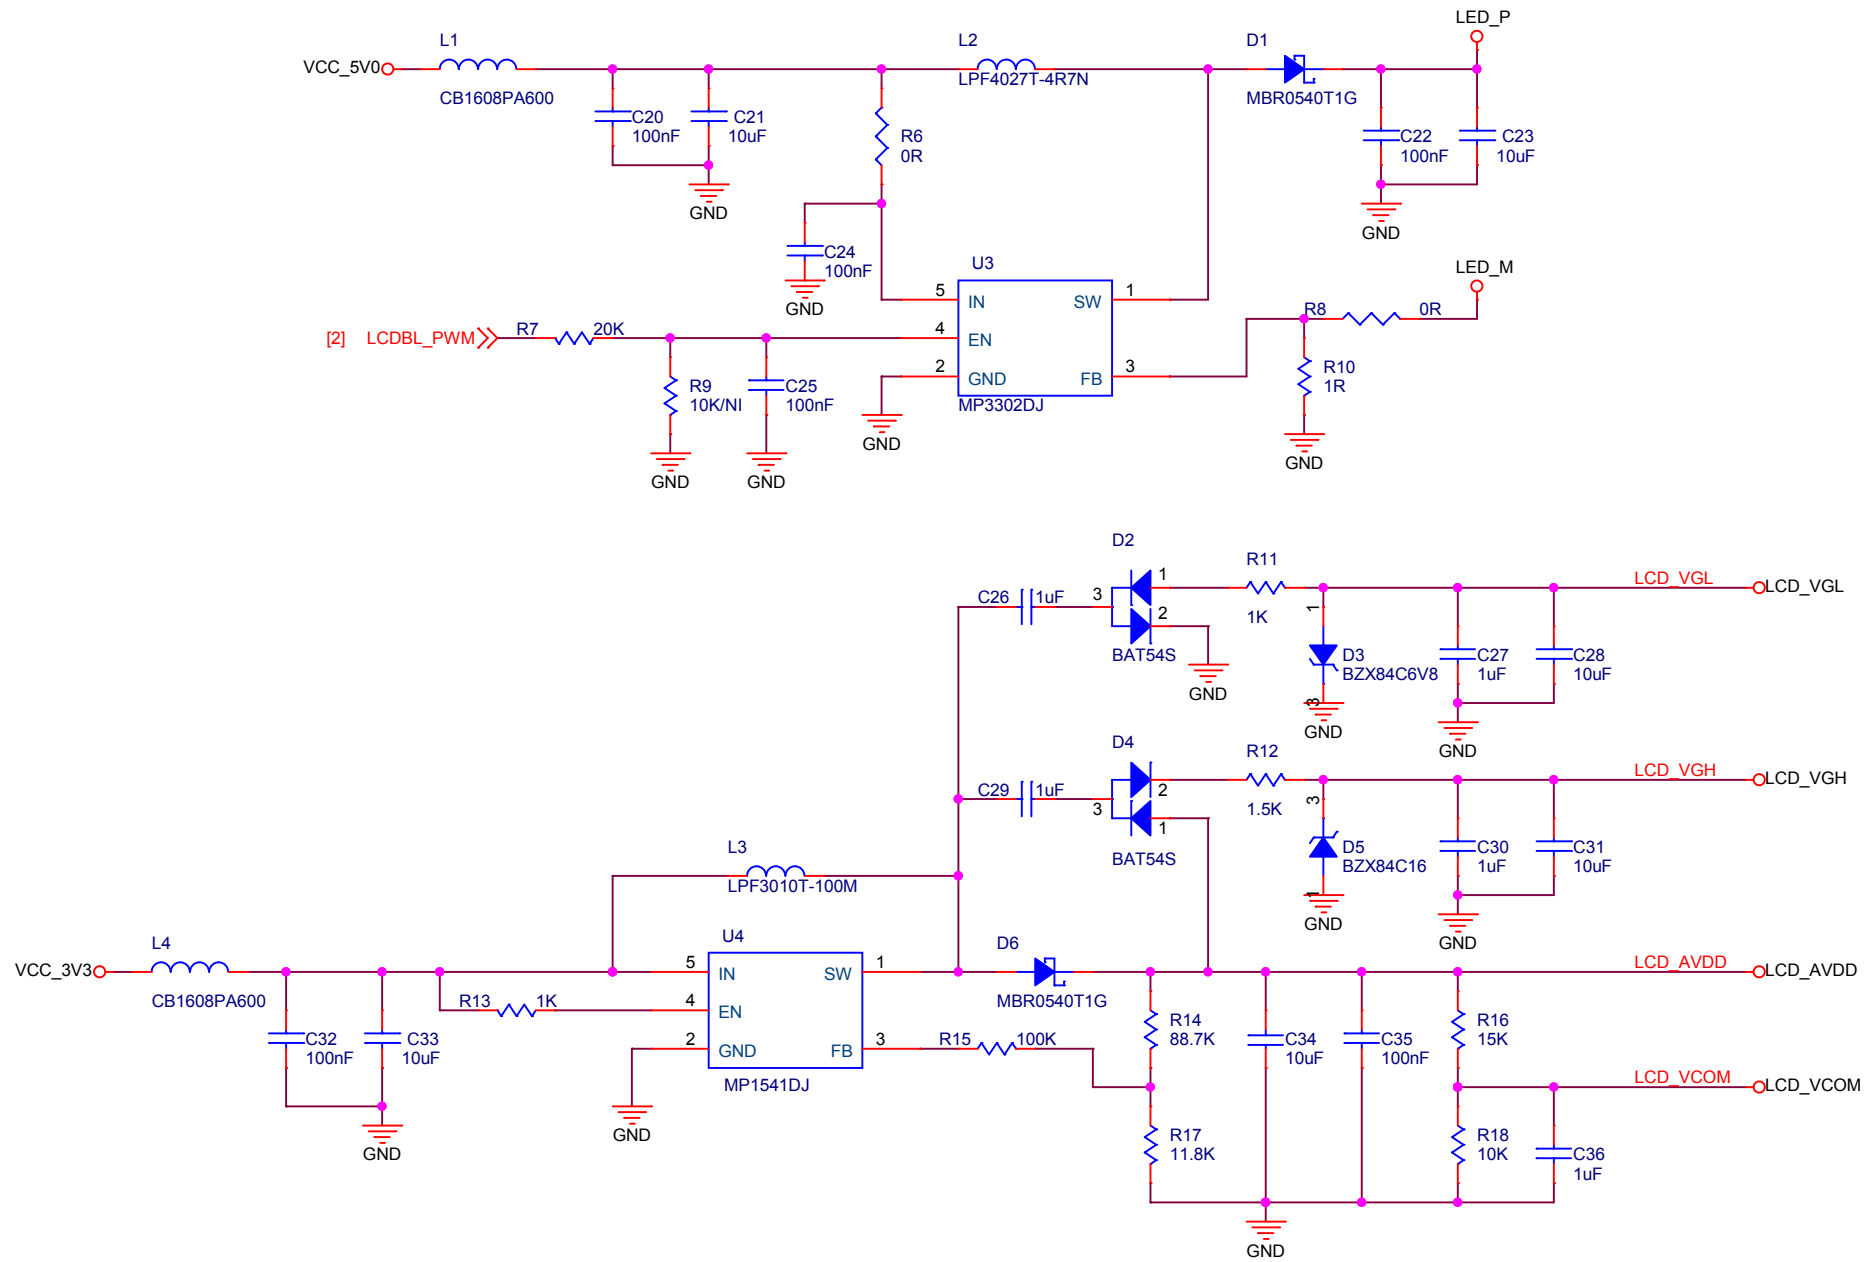 LED_P
L1
L2
D1
VCC_5V0
CB1608PA600
LPF4027T-4R7N
MBR0540T1G
C20
100nF
C21
10uF
R6
0R
C22
100nF
C23
10uF
GND
GND
C24
100nF
GND
U3
LED_M
5
IN
SW
1
R8
0R
[2]
LCDBL_PWM
R7
20K
4
EN
R9
10K/NI
C25
100nF
2
GND
FB
3
R10
1R
MP3302DJ
GND
GND
GND
GND
D2
R11
LCD_VGL
LCD_VGL
C26
1uF
3
1
2
1K
1
BAT54S
GND
D3
BZX84C6V8
C27
1uF
C28
10uF
3
GND
GND
D4
R12
LCD_VGH
LCD_VGH
C29
1uF
3
2
1
1.5K
3
BAT54S
L3
LPF3010T-100M
D5
BZX84C16
C30
1uF
C31
10uF
1
GND
GND
L4
U4
D6
LCD_AVDD
LCD_AVDD
VCC_3V3
CB1608PA600
5
IN
SW
1
MBR0540T1G
R13
1K
4
EN
C32
100nF
C33
10uF
2
GND
FB
3
R15
100K
R14
88.7K
C34
10uF
C35
100nF
R16
15K
MP1541DJ
LCD_VCOM
LCD_VCOM
GND
GND
R17
11.8K
R18
10K
C36
1uF
GND